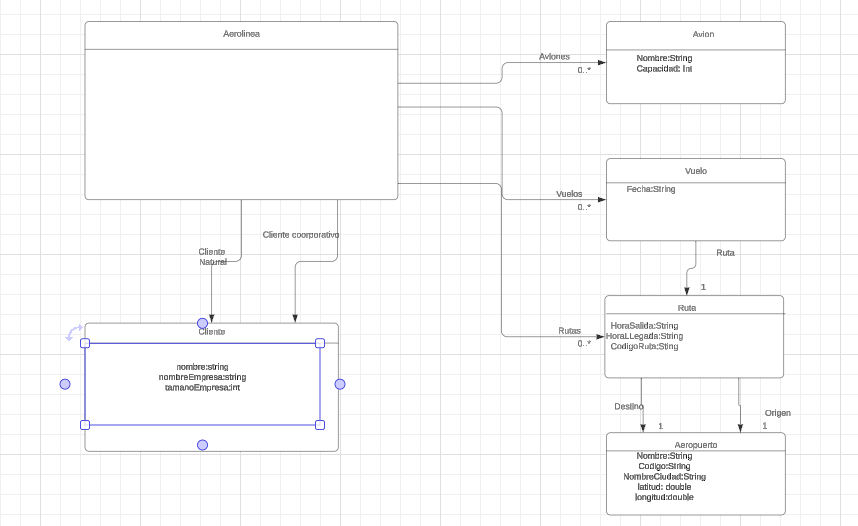 Aerolinea
Aviones
0..*
Avion
Nombre:String
Capacidad: Int
Vuelos
0..*
Vuelo
Fecha:String
Ruta
1
Cliente coorporativo
Cliente
Natural
Rutas
0..*
Ruta
HoraSalida:String
HoraLLegada:String
CodigoRuta:Sting
Cliente
nombre:string
nombreEmpresa:string
tamanoEmpresa:int
Destino
1
Origen
1
Aeropuerto
Nombre:String
Codigo:String
NombreCiudad:String
latitud: double
longitud:double